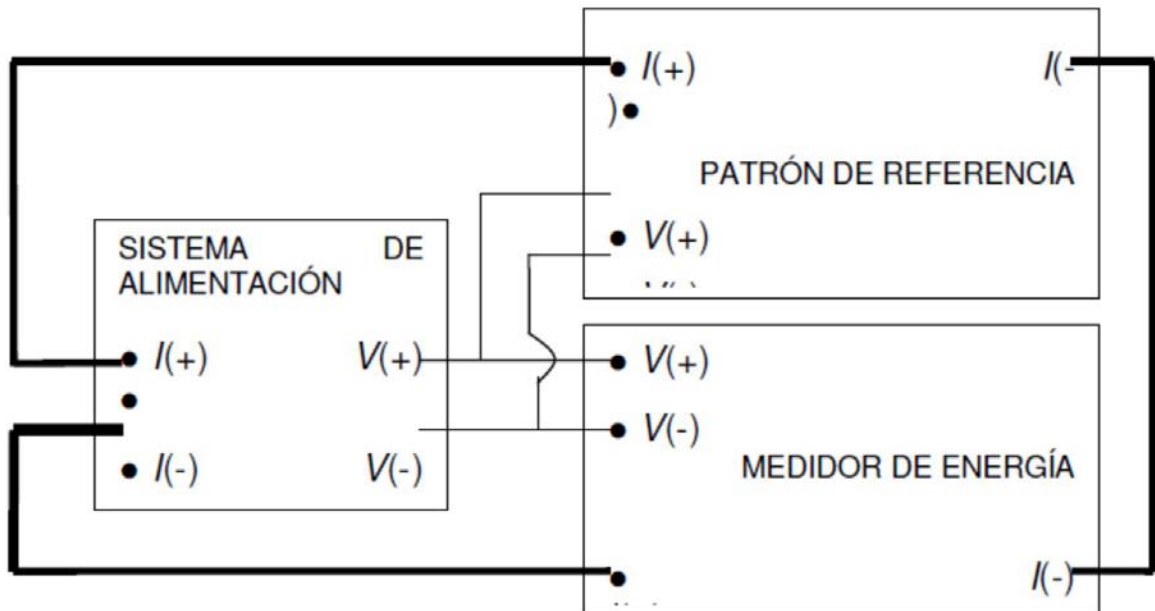 I(+) I(-
)
PATRÓN DE REFERENCIA
V(+)
SISTEMA DE
ALIMENTACIÓN
I(+) V(+)
I(-) V(-)
V(+)
V(-)
MEDIDOR DE ENERGÍA
I(-)